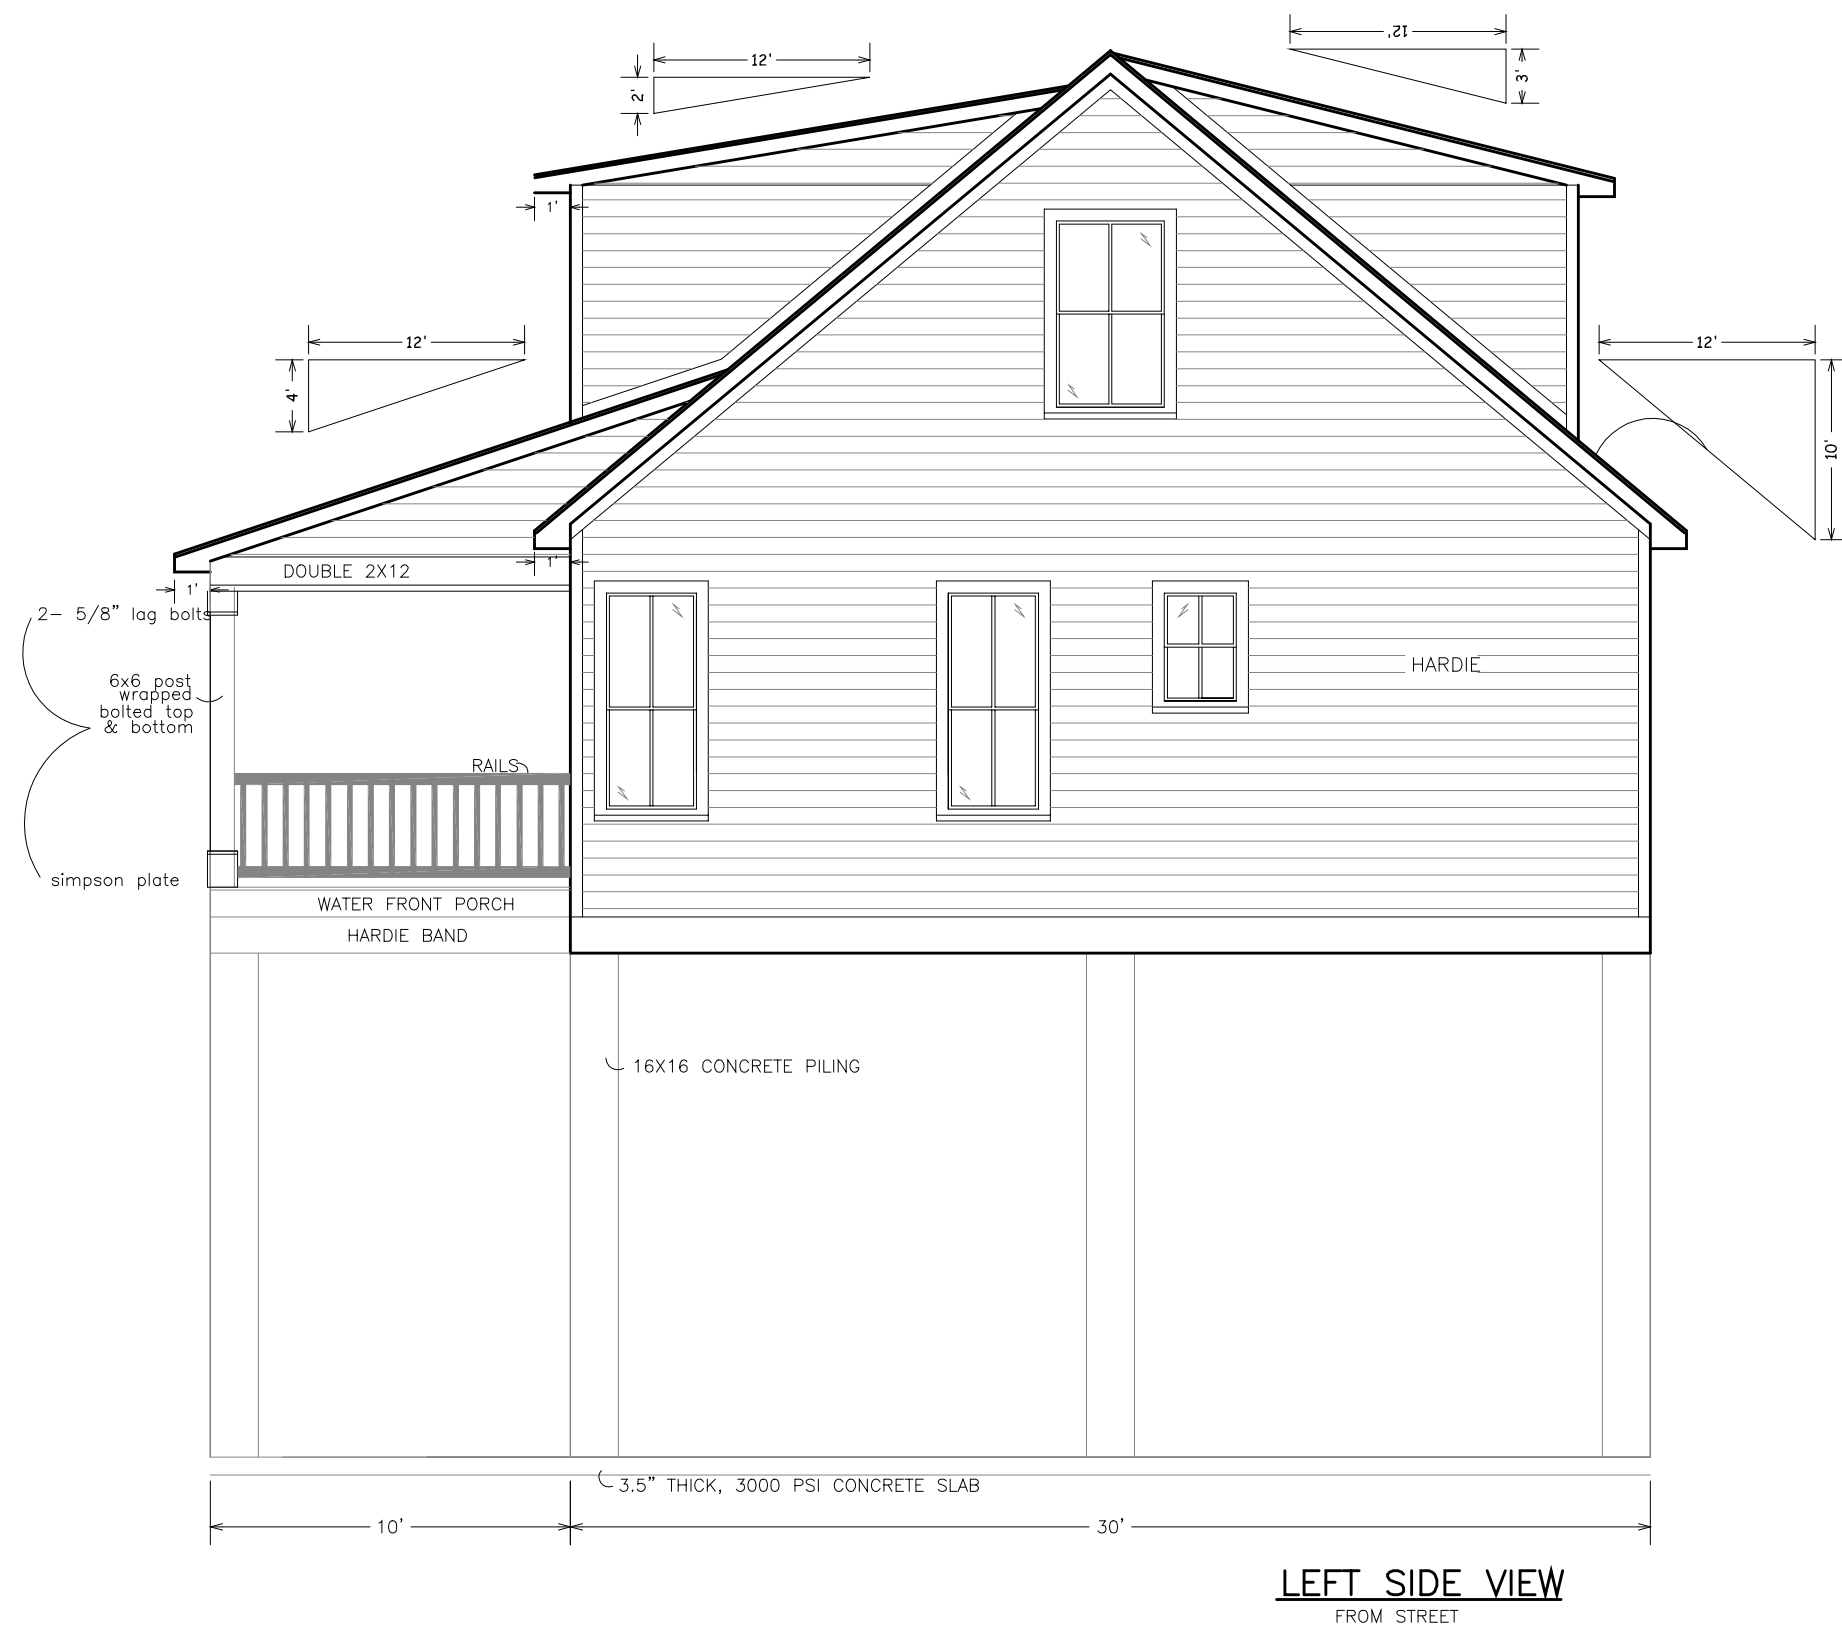 12'
12'
2'
3'
1'
12'
12'
4'
10'
DOUBLE 2X12
1'
1'
2- 5/8" lag bolts
6x6 post
wrapped
bolted top
& bottom
HARDIE
RAILS
simpson plate
WATER FRONT PORCH
HARDIE BAND
16X16 CONCRETE PILING
3.5" THICK, 3000 PSI CONCRETE SLAB
10'
30'
LEFT SIDE VIEW
FROM STREET